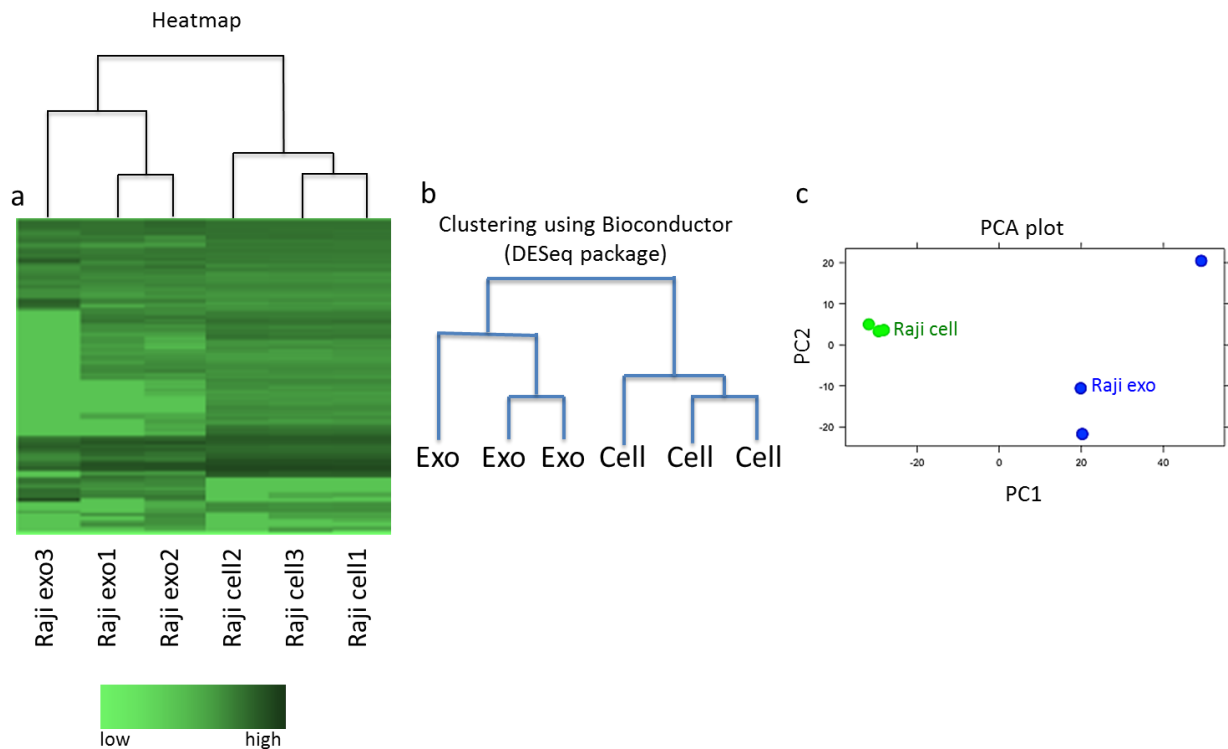 Heatmap
a
Raji exo3
Raji exo1
Raji exo2
Raji cell2
Raji cell3
Raji cell1
low
high
b
Clustering using Bioconductor
(DESeq package)
Exo
Exo
Exo
Cell
Cell
Cell
c
PCA plot
20
10
0
-10
-20
PC2
Raji cell
Raji exo
-20
0
20
40
PC1